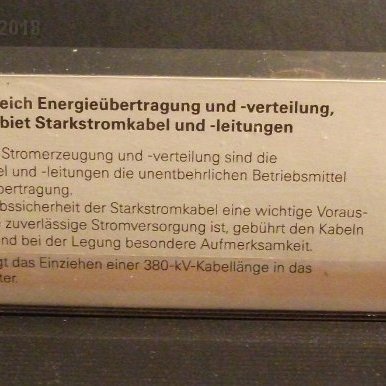 2018
eich Energieübertragung und -verteilung,
biet Starkstromkabel und -leitungen
Stromerzeugung und -verteilung sind die
el und -leitungen die unentbehrlichen Betriebsmittel
bertragung.
bssicherheit der Starkstromkabel eine wichtige Voraus-
e zuverlässige Stromversorgung ist, gebührt den Kabeln
nd bei der Legung besondere Aufmerksamkeit.
gt das Einziehen einer 380-kV-Kabellänge in das
ter.